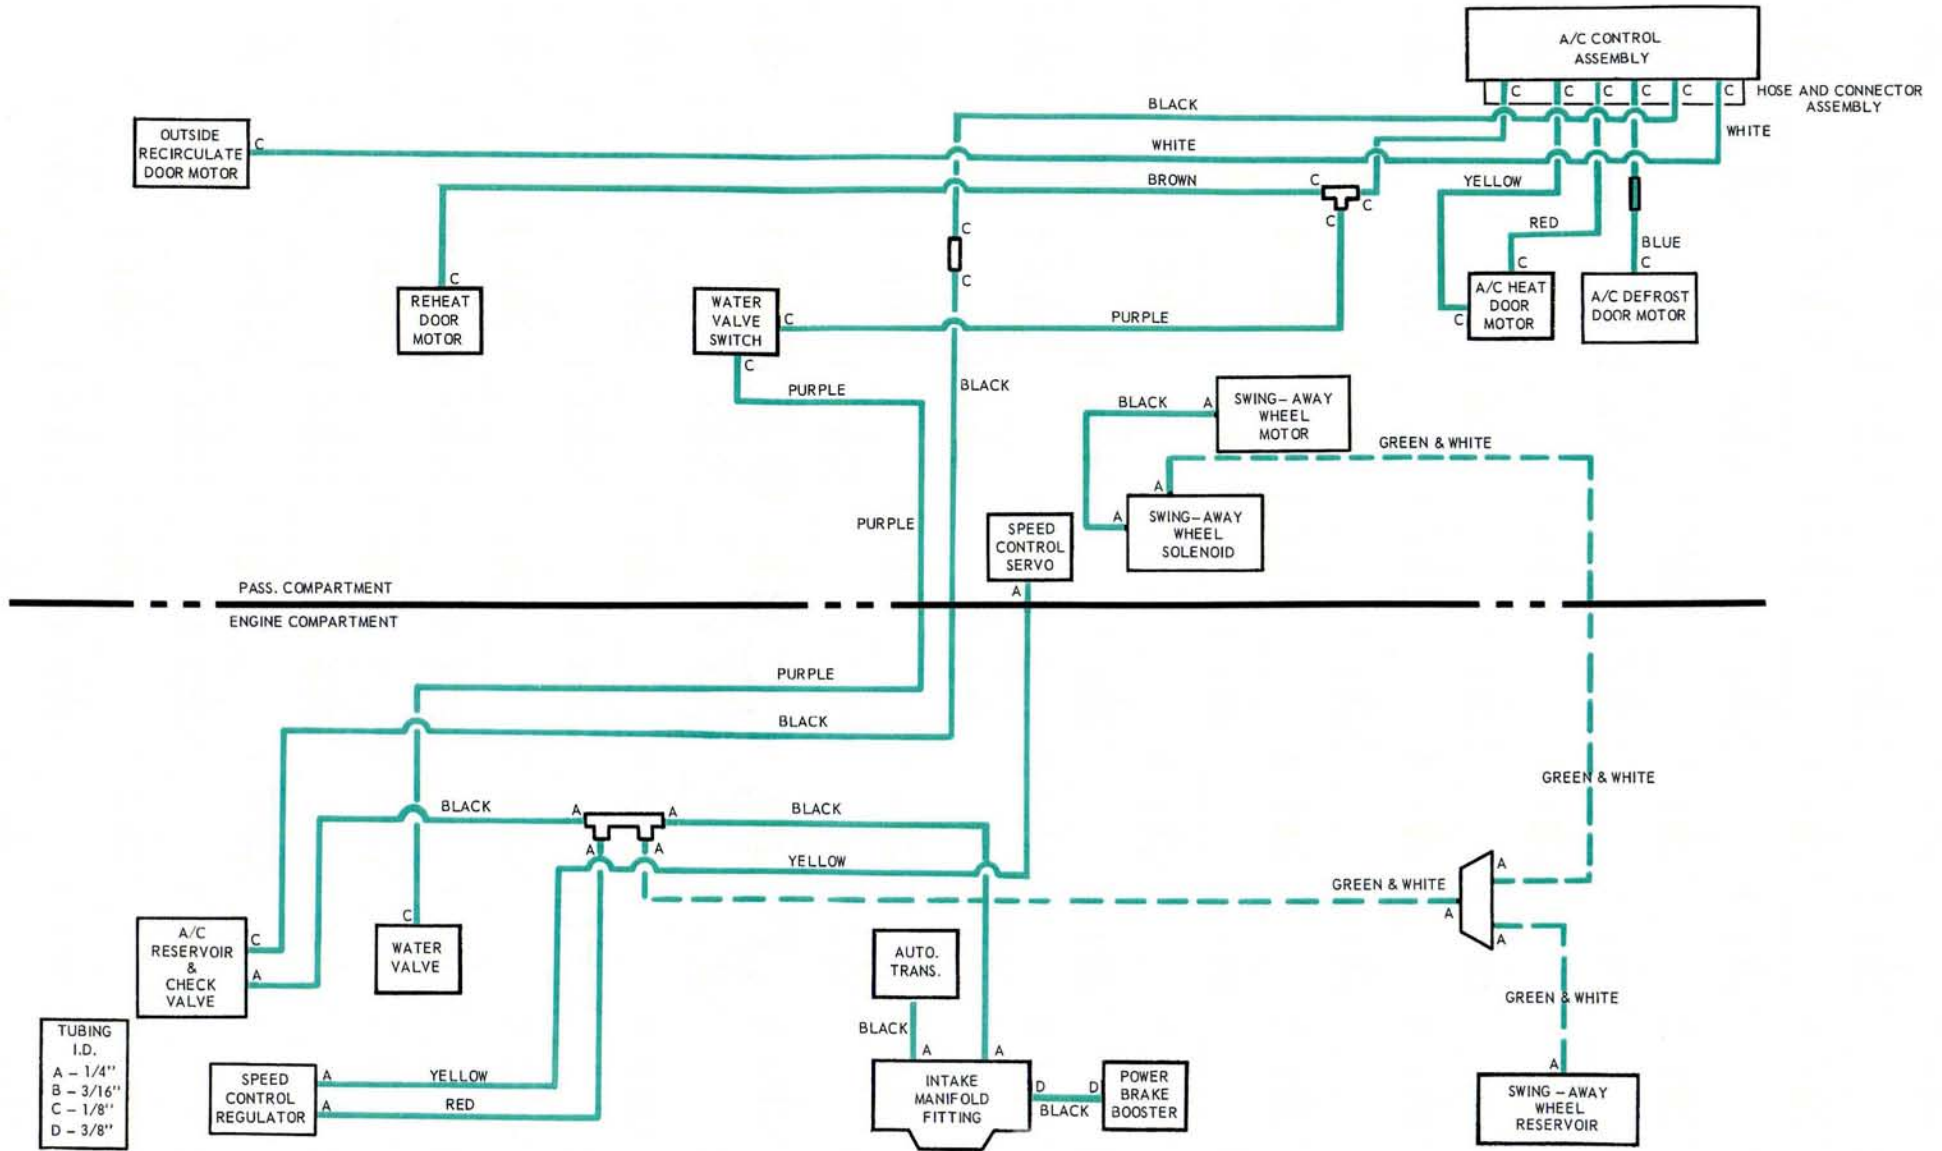 A/C CONTROL
ASSEMBLY
C
C
C
C
C
C
HOSE AND CONNECTOR
ASSEMBLY
BLACK
WHITE
OUTSIDE
RECIRCULATE
DOOR MOTOR
C
WHITE
BROWN
C
C
C
YELLOW
RED
BLUE
C
C
C
C
REHEAT
DOOR
MOTOR
C
WATER
VALVE
SWITCH
C
C
PURPLE
A/C HEAT
DOOR
MOTOR
C
A/C DEFROST
DOOR MOTOR
PURPLE
BLACK
BLACK
A
SWING-AWAY
WHEEL
MOTOR
GREEN & WHITE
A
A
SWING-AWAY
WHEEL
SOLENOID
PURPLE
SPEED
CONTROL
SERVO
A
PASS. COMPARTMENT
ENGINE COMPARTMENT
PURPLE
BLACK
GREEN & WHITE
BLACK
A
A
BLACK
A
A
YELLOW
GREEN & WHITE
A
A
A
A/C
RESERVOIR
&
CHECK
VALVE
C
A
C
WATER
VALVE
AUTO.
TRANS.
GREEN & WHITE
BLACK
A
A
TUBING
I.D.
A - 1/4"
B - 3/16"
C - 1/8"
D - 3/8"
SPEED
CONTROL
REGULATOR
A
YELLOW
A
RED
INTAKE
MANIFOLD
FITTING
D
D
BLACK
POWER
BRAKE
BOOSTER
A
SWING-AWAY
WHEEL
RESERVOIR